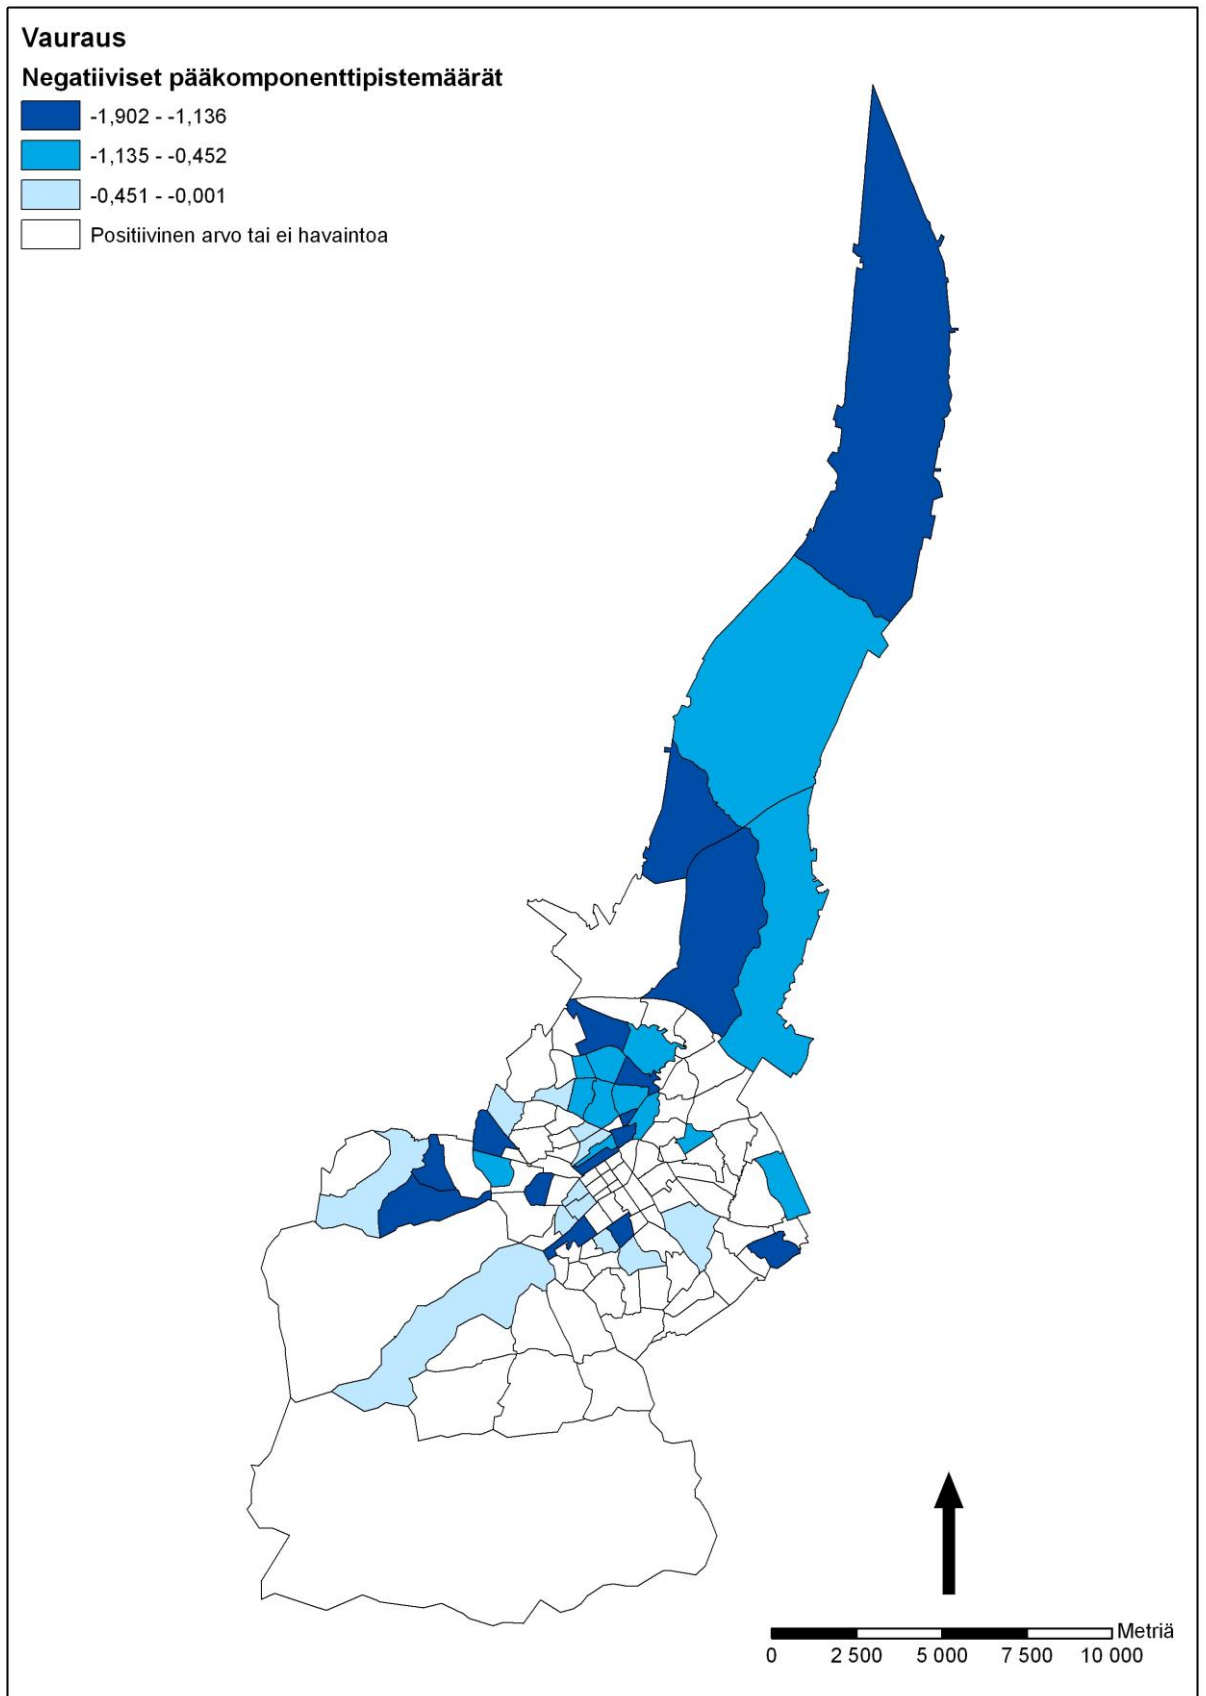 Vauraus
Negatiiviset pääkomponenttipistemäärät
-1,902 - -1,136
-1,135 - -0,452
-0,451 - -0,001
Positiivinen arvo tai ei havaintoa
Metriä
0 2 500 5 000 7 500 10 000